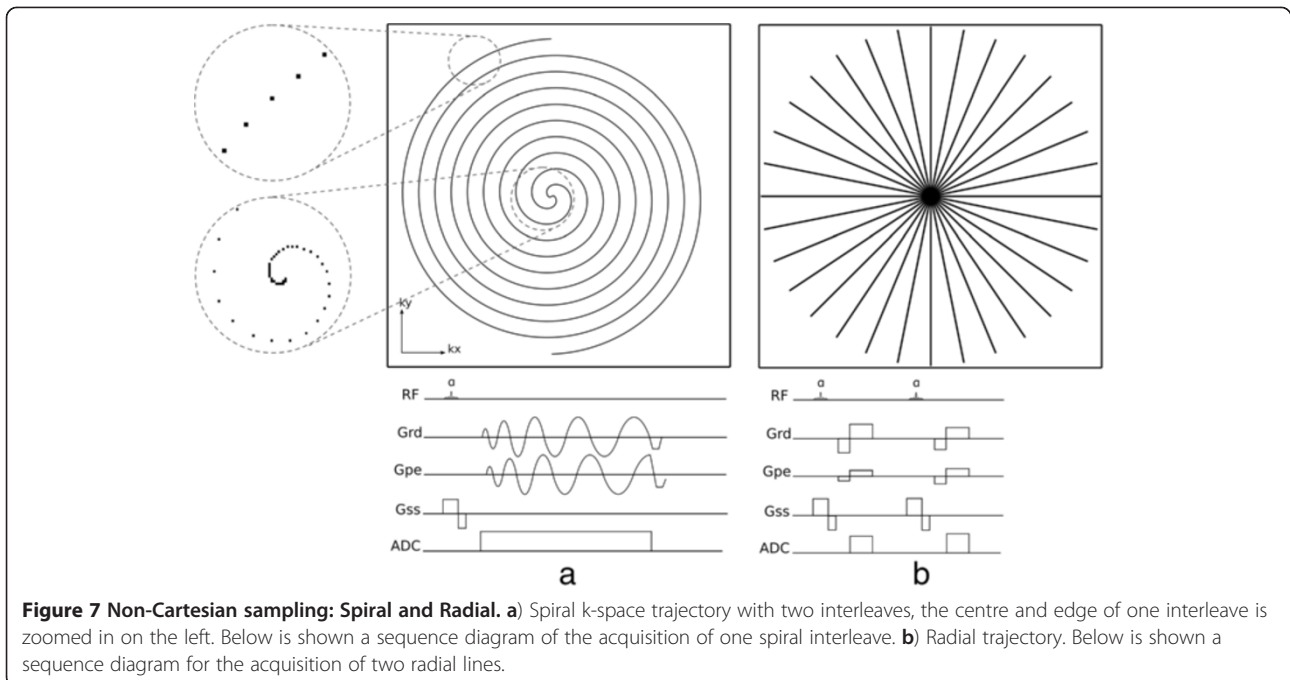 ky
kx
RF
α
Grd
Gpe
Gss
ADC
a
RF
α
α
Grd
Gpe
Gss
ADC
b
Figure 7 Non-Cartesian sampling: Spiral and Radial. a) Spiral k-space trajectory with two interleaves, the centre and edge of one interleave is
zoomed in on the left. Below is shown a sequence diagram of the acquisition of one spiral interleave. b) Radial trajectory. Below is shown a
sequence diagram for the acquisition of two radial lines.